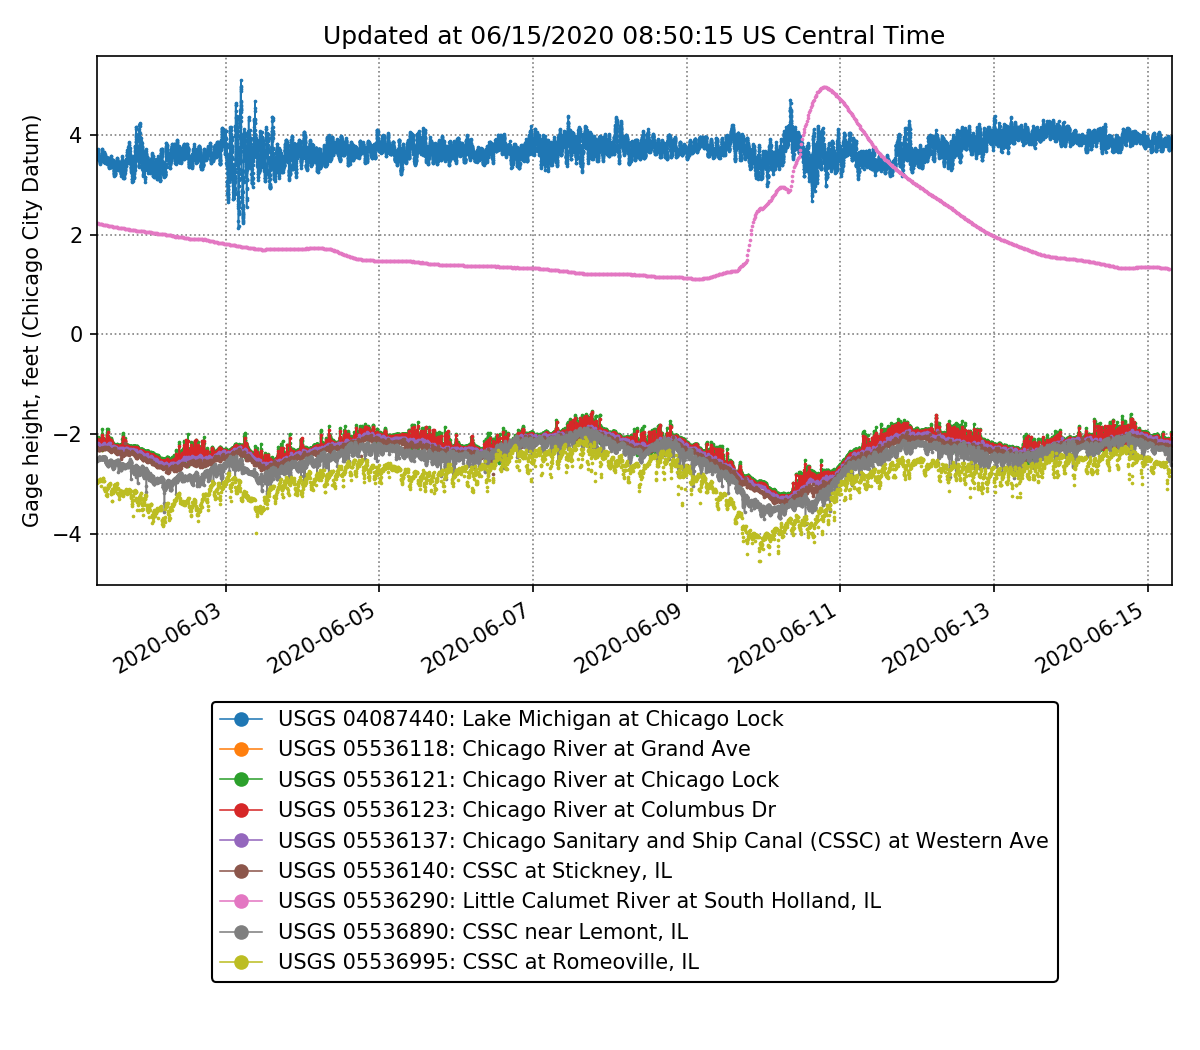 Updated at 06/15/2020 08:50:15 US Central Time
Gage height, feet (Chicago City Datum)
4
2
0
−2
−4
2020-06-03
2020-06-05
2020-06-07
2020-06-09
2020-06-11
2020-06-13
2020-06-15
USGS 04087440: Lake Michigan at Chicago Lock
USGS 05536118: Chicago River at Grand Ave
USGS 05536121: Chicago River at Chicago Lock
USGS 05536123: Chicago River at Columbus Dr
USGS 05536137: Chicago Sanitary and Ship Canal (CSSC) at Western Ave
USGS 05536140: CSSC at Stickney, IL
USGS 05536290: Little Calumet River at South Holland, IL
USGS 05536890: CSSC near Lemont, IL
USGS 05536995: CSSC at Romeoville, IL